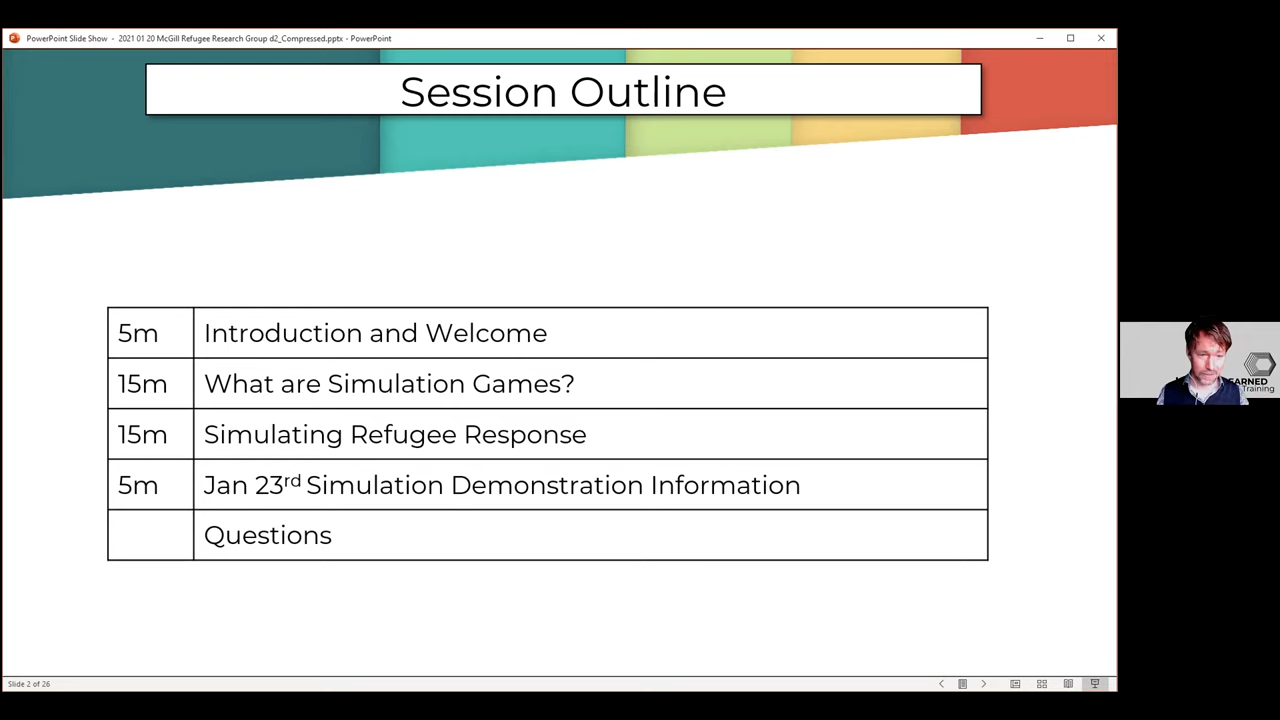 PowerPoint Slide Show - 2021 01 20 McGill Refugee Research Group d2_Compressed.pptx - PowerPoint
Session Outline
5m Introduction and Welcome
15m What are Simulation Games?
15m Simulating Refugee Response
5m Jan 23rd Simulation Demonstration Information
Questions
ARNED
Training
Slide 2 of 26